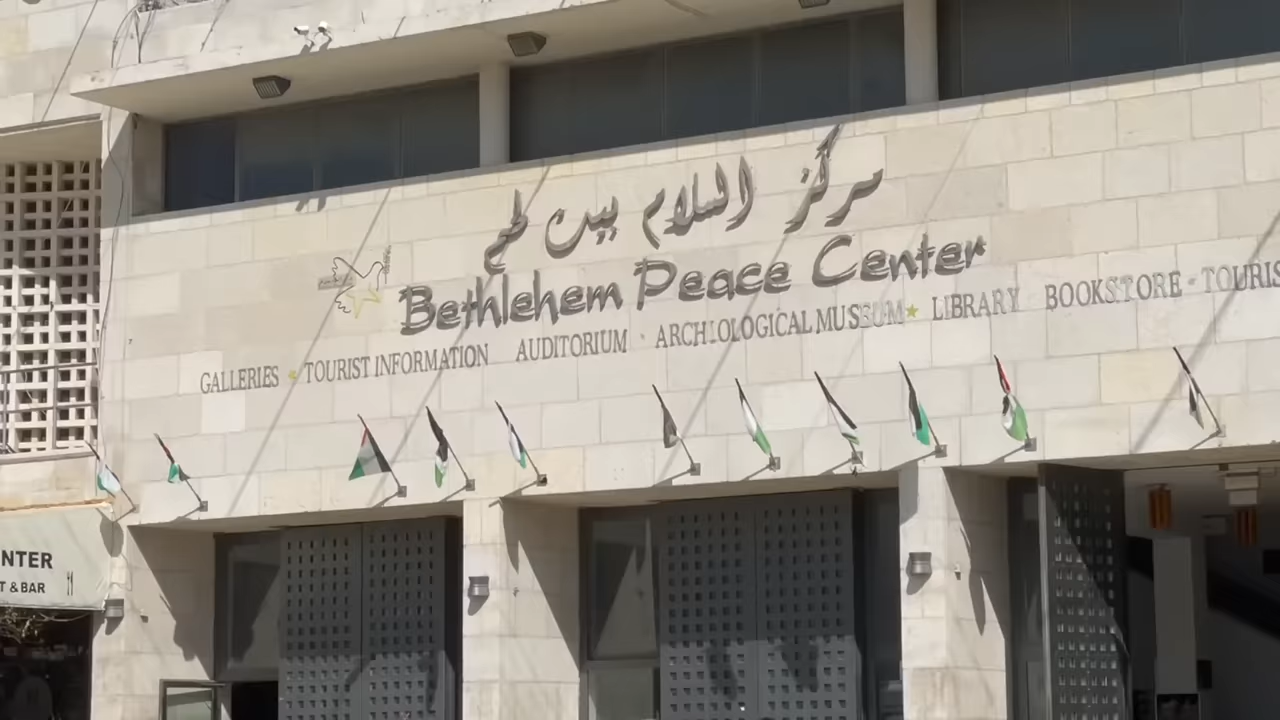 مركز السلام بيت لحم
Bethlehem Peace Center
GALLERIES TOURIST INFORMATION AUDITORIUM · ARCHIOLOGICAL MUSEUM LIBRARY BOOKSTORE · TOURIS
NTER
T & BAR